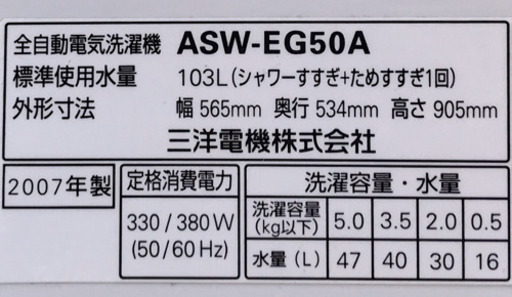 全自動電気洗濯機 ASW-EG50A
標準使用水量 103L(シャワーすすぎ+ためすすぎ1回)
外形寸法 幅 565mm 奥行 534mm 高さ 905mm
三洋電機株式会社
2007年製
定格消費電力
330/380W
(50/60Hz)
洗濯容量・水量
洗濯容量(kg以下) 5.0 3.5 2.0 0.5
水量(L) 47 40 30 16